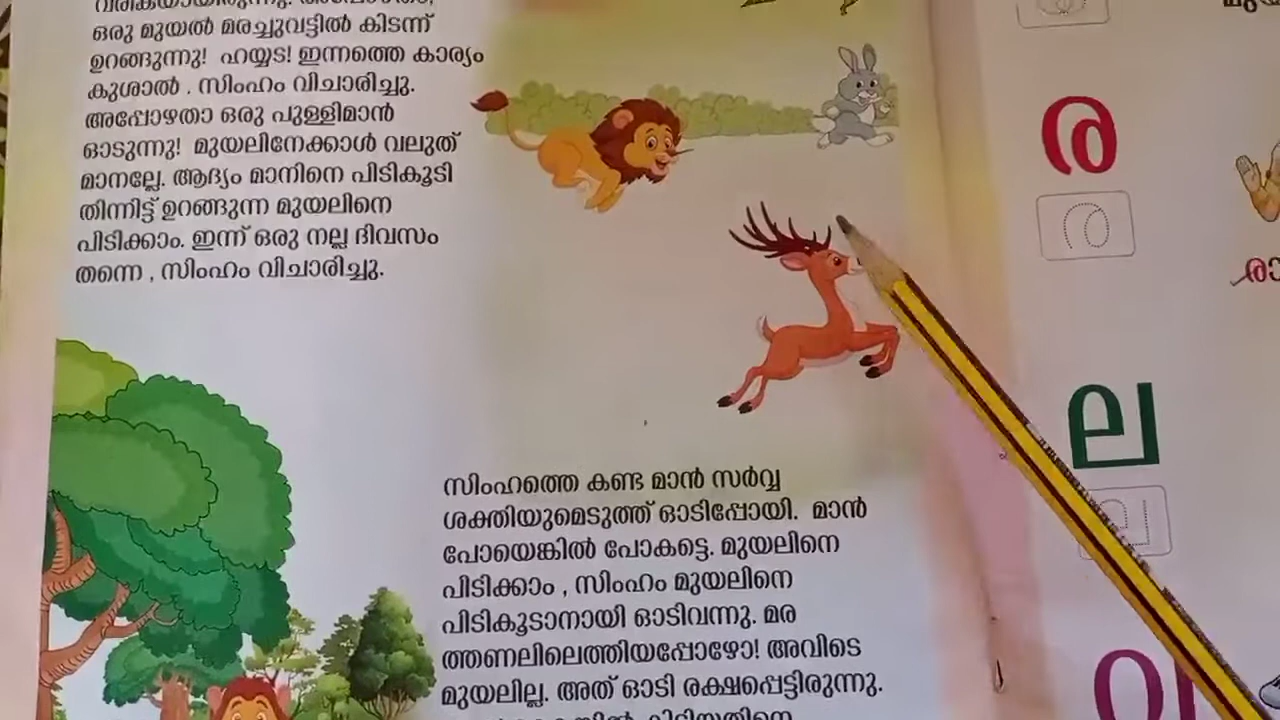 ഒരു മുയൽ മരച്ചുവട്ടിൽ കിടന്ന്
ഉറങ്ങുന്നു! ഹയ്യട! ഇന്നത്തെ കാര്യം
കുശാൽ . സിംഹം വിചാരിച്ചു.
അപ്പോഴതാ ഒരു പുള്ളിമാൻ
ഓടുന്നു! മുയലിനേക്കാൾ വലുത്
മാനല്ലേ. ആദ്യം മാനിനെ പിടികൂടി
തിന്നിട്ട് ഉറങ്ങുന്ന മുയലിനെ
പിടിക്കാം. ഇന്ന് ഒരു നല്ല ദിവസം
തന്നെ , സിംഹം വിചാരിച്ചു.
സിംഹത്തെ കണ്ട മാൻ സർവ്വ
ശക്തിയുമെടുത്ത് ഓടിപ്പോയി. മാൻ
പോയെങ്കിൽ പോകട്ടെ. മുയലിനെ
പിടിക്കാം , സിംഹം മുയലിനെ
പിടികൂടാനായി ഓടിവന്നു. മര
ത്തണലിലെത്തിയപ്പോഴോ! അവിടെ
മുയലില്ല. അത് ഓടി രക്ഷപ്പെട്ടിരുന്നു.
ര
ര
ല
ല